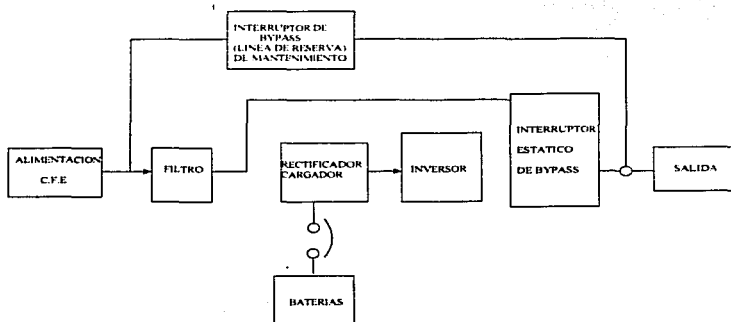 INTERRUPTOR DE
BYPASS
(LINEA DE RESERVA)
DE MANTENIMIENTO
ALIMENTACION
C.F.E
FILTRO
RECTIFICADOR
CARGADOR
INVERSOR
INTERRUPTOR
ESTATICO
DE BYPASS
SALIDA
BATERIAS